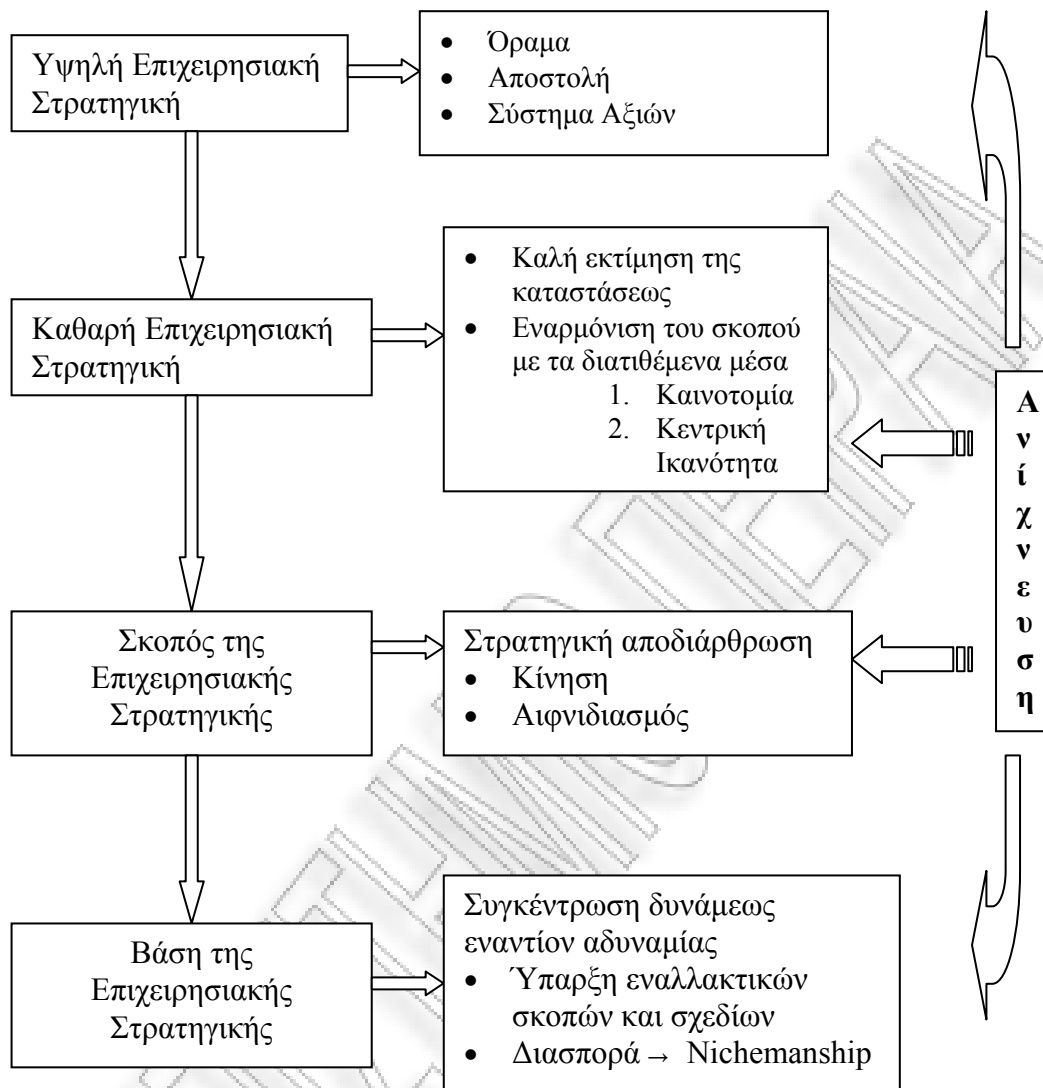 Υψηλή Επιχειρησιακή
Στρατηγική
• Όραμα
• Αποστολή
• Σύστημα Αξιών
Καθαρή Επιχειρησιακή
Στρατηγική
• Καλή εκτίμηση της
καταστάσεως
• Εναρμόνιση του σκοπού
με τα διατιθέμενα μέσα
1. Καινοτομία
2. Κεντρική
Ικανότητα
Σκοπός της
Επιχειρησιακής
Στρατηγικής
Στρατηγική αποδιάρθρωση
• Κίνηση
• Αιφνιδιασμός
Βάση της
Επιχειρησιακής
Στρατηγικής
Συγκέντρωση δυνάμεως
εναντίον αδυναμίας
• Ύπαρξη εναλλακτικών
σκοπών και σχεδίων
• Διασπορά → Nichemanship
Α
ν
ί
χ
ν
ε
υ
σ
η